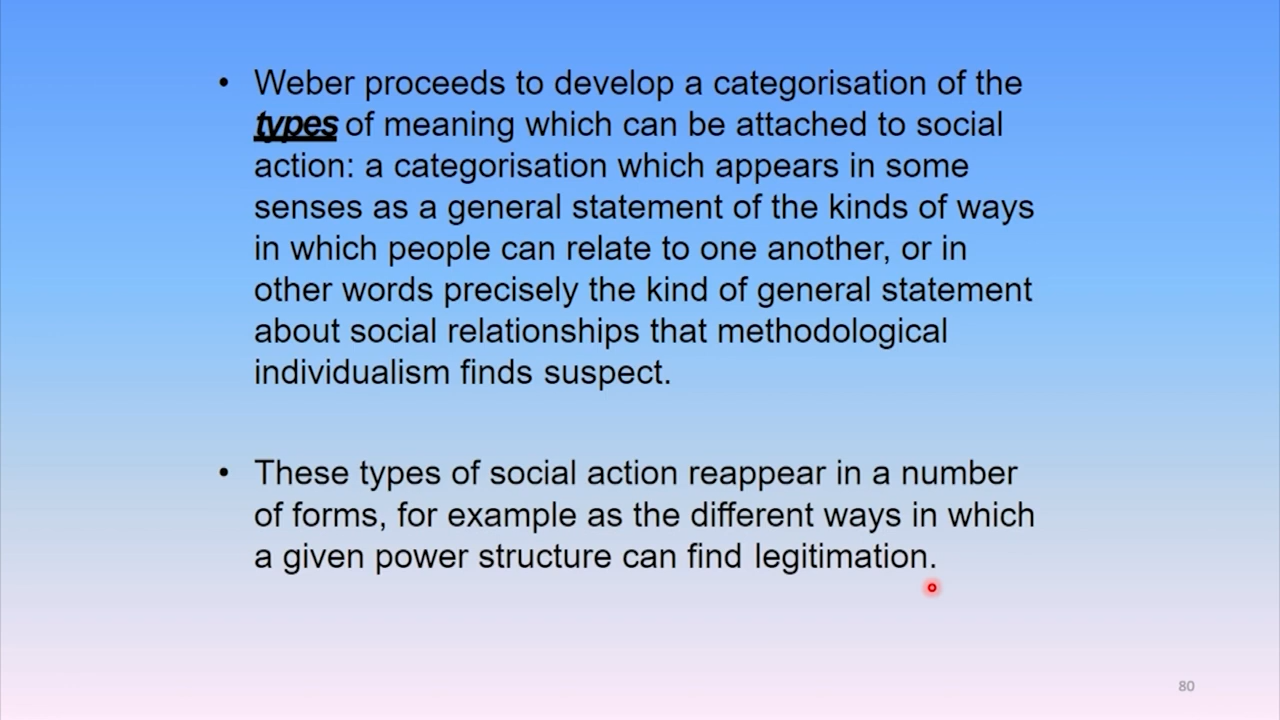 • Weber proceeds to develop a categorisation of the
types of meaning which can be attached to social
action: a categorisation which appears in some
senses as a general statement of the kinds of ways
in which people can relate to one another, or in
other words precisely the kind of general statement
about social relationships that methodological
individualism finds suspect.
• These types of social action reappear in a number
of forms, for example as the different ways in which
a given power structure can find legitimation.
80